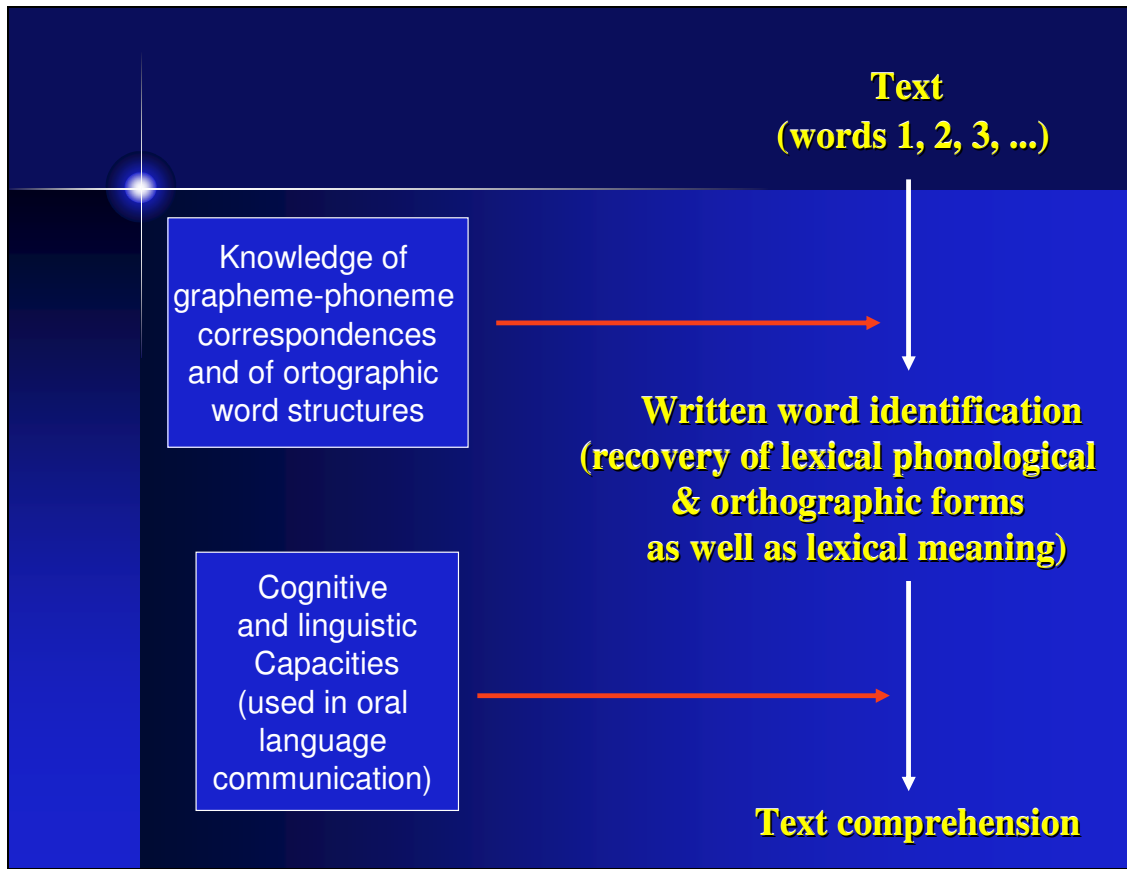 Text
(words 1, 2, 3, ...)
Knowledge of
grapheme-phoneme
correspondences
and of ortographic
word structures
Written word identification
(recovery of lexical phonological
& orthographic forms
as well as lexical meaning)
Cognitive
and linguistic
Capacities
(used in oral
language
communication)
Text comprehension